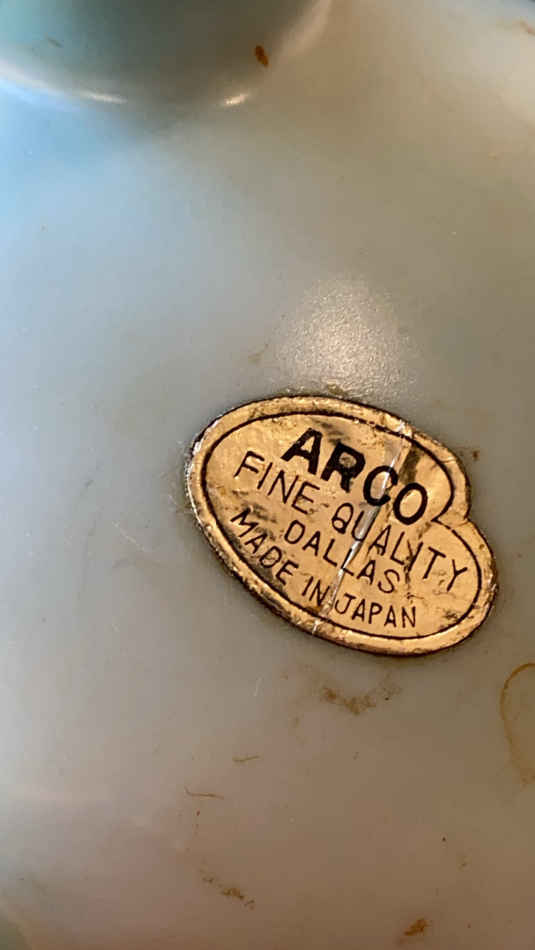 ARCO
FINE QUALITY
DALLAS
MADE IN JAPAN